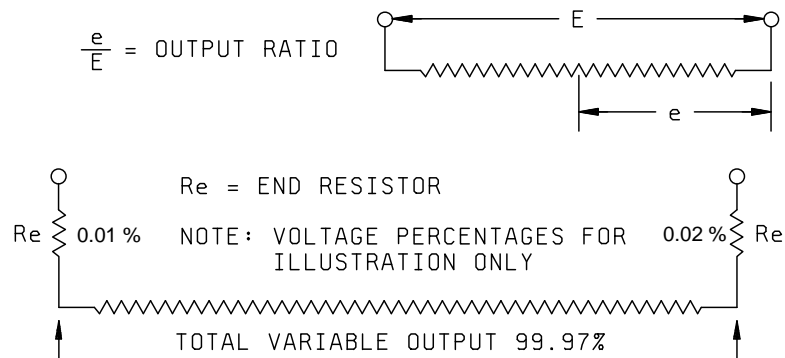 E
e
E
= OUTPUT RATIO
e
Re = END RESISTOR
Re 0.01 %
NOTE: VOLTAGE PERCENTAGES FOR
ILLUSTRATION ONLY
0.02 % Re
TOTAL VARIABLE OUTPUT 99.97%